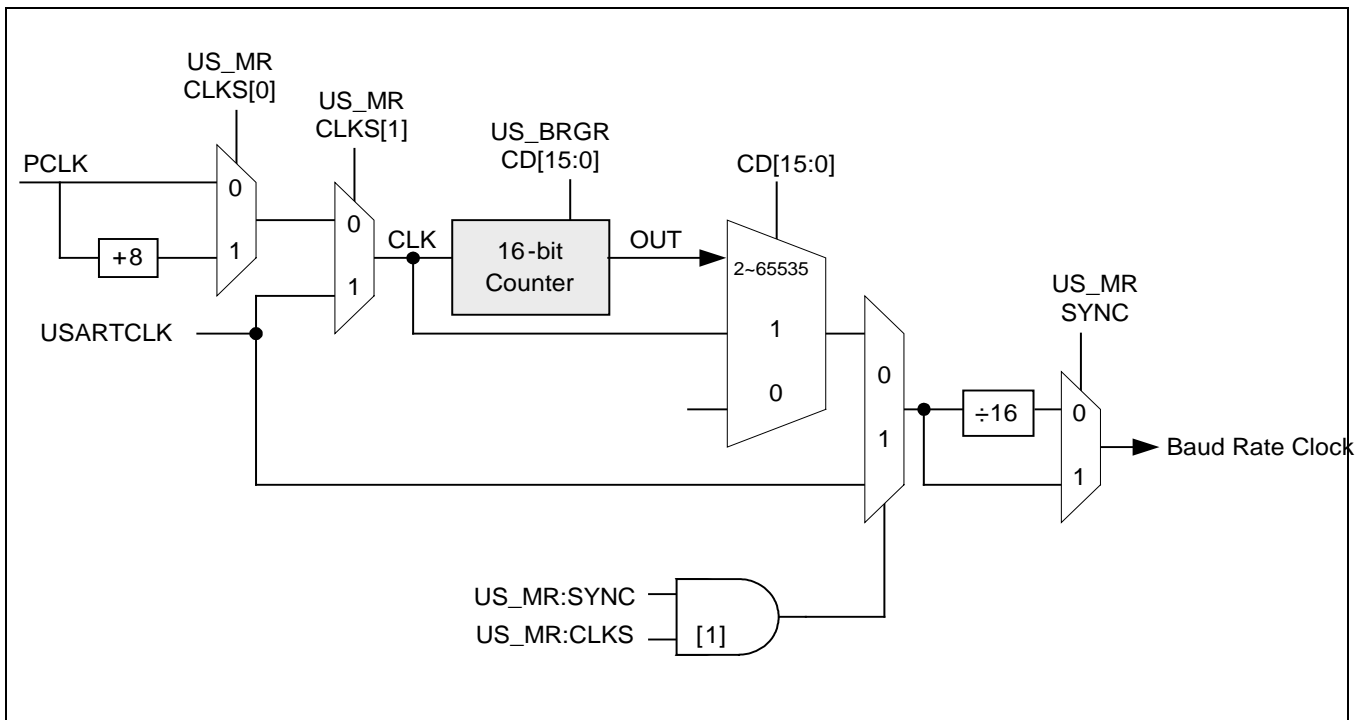 US_MR
CLKS[0]
US_MR
CLKS[1]
US_BRGR
CD[15:0]
CD[15:0]
PCLK
0
1
+8
0
1
CLK
16-bit
Counter
OUT
2~65535
1
0
US_MR
SYNC
USARTCLK
0
1
÷16
0
1
Baud Rate Clock
US_MR:SYNC
US_MR:CLKS
[1]